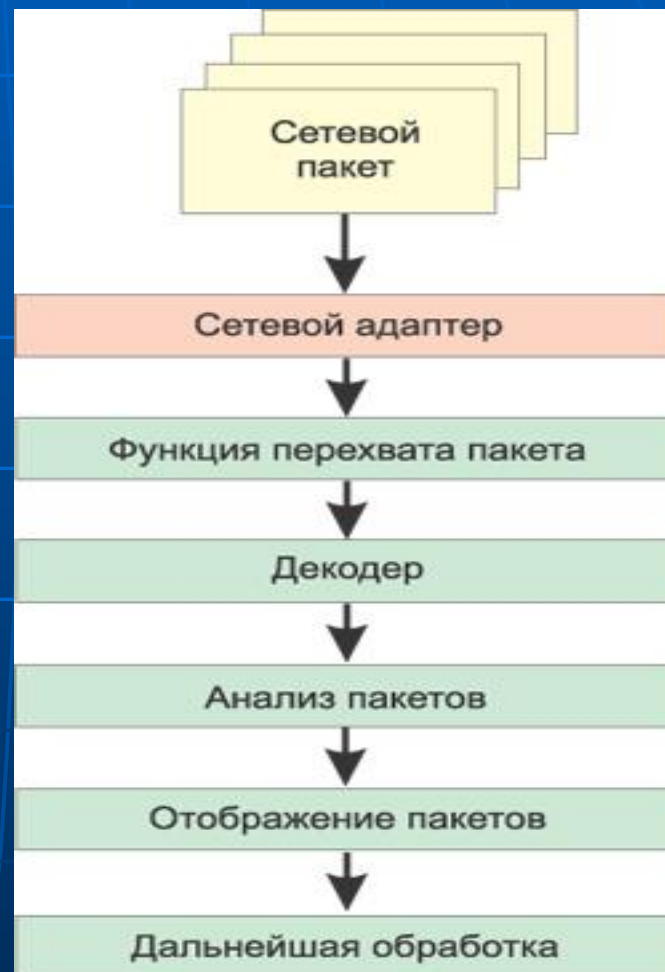 Сетевой
пакет
Сетевой адаптер
Функция перехвата пакета
Декодер
Анализ пакетов
Отображение пакетов
Дальнейшая обработка